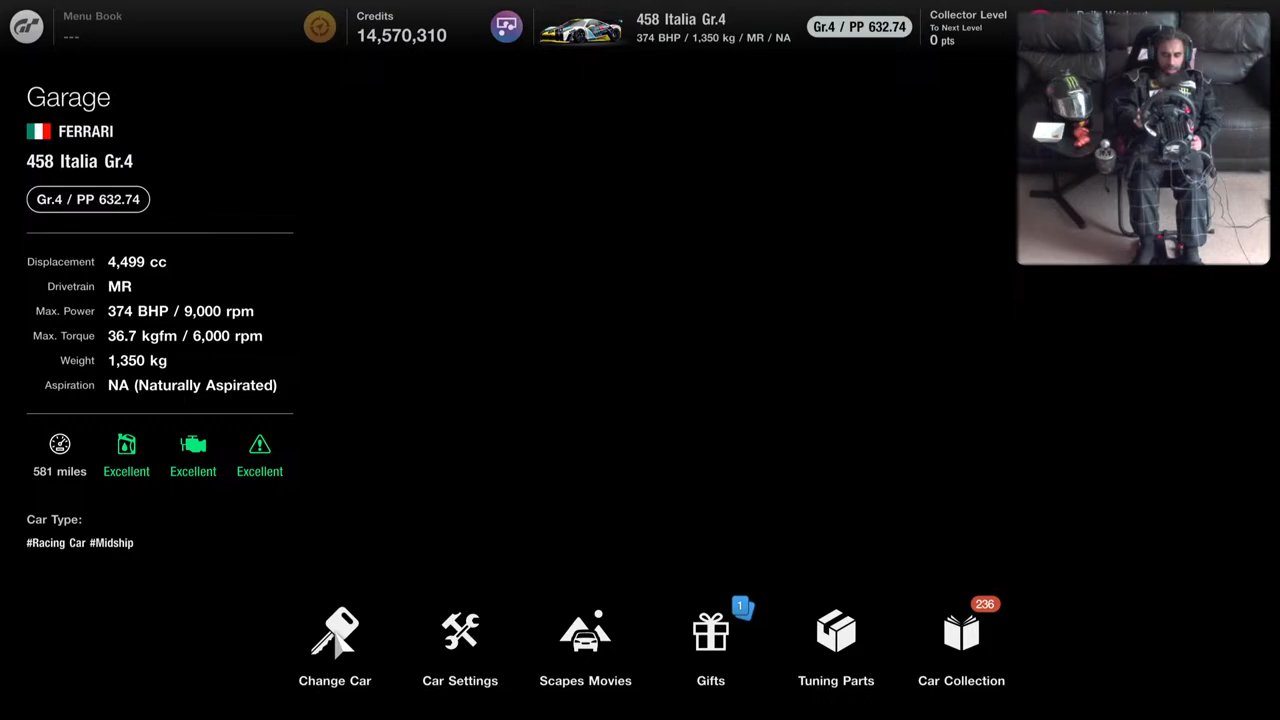 Menu Book
---
Credits
14,570,310
458 Italia Gr.4
374 BHP / 1,350 kg / MR / NA
Gr.4 / PP 632.74
Collector Level
To Next Level
0 pts
Garage
FERRARI
458 Italia Gr.4
Gr.4 / PP 632.74
Displacement 4,499 cc
Drivetrain MR
Max. Power 374 BHP / 9,000 rpm
Max. Torque 36.7 kgfm / 6,000 rpm
Weight 1,350 kg
Aspiration NA (Naturally Aspirated)
581 miles Excellent Excellent Excellent
Car Type:
#Racing Car #Midship
1
236
Change Car Car Settings Scapes Movies Gifts Tuning Parts Car Collection